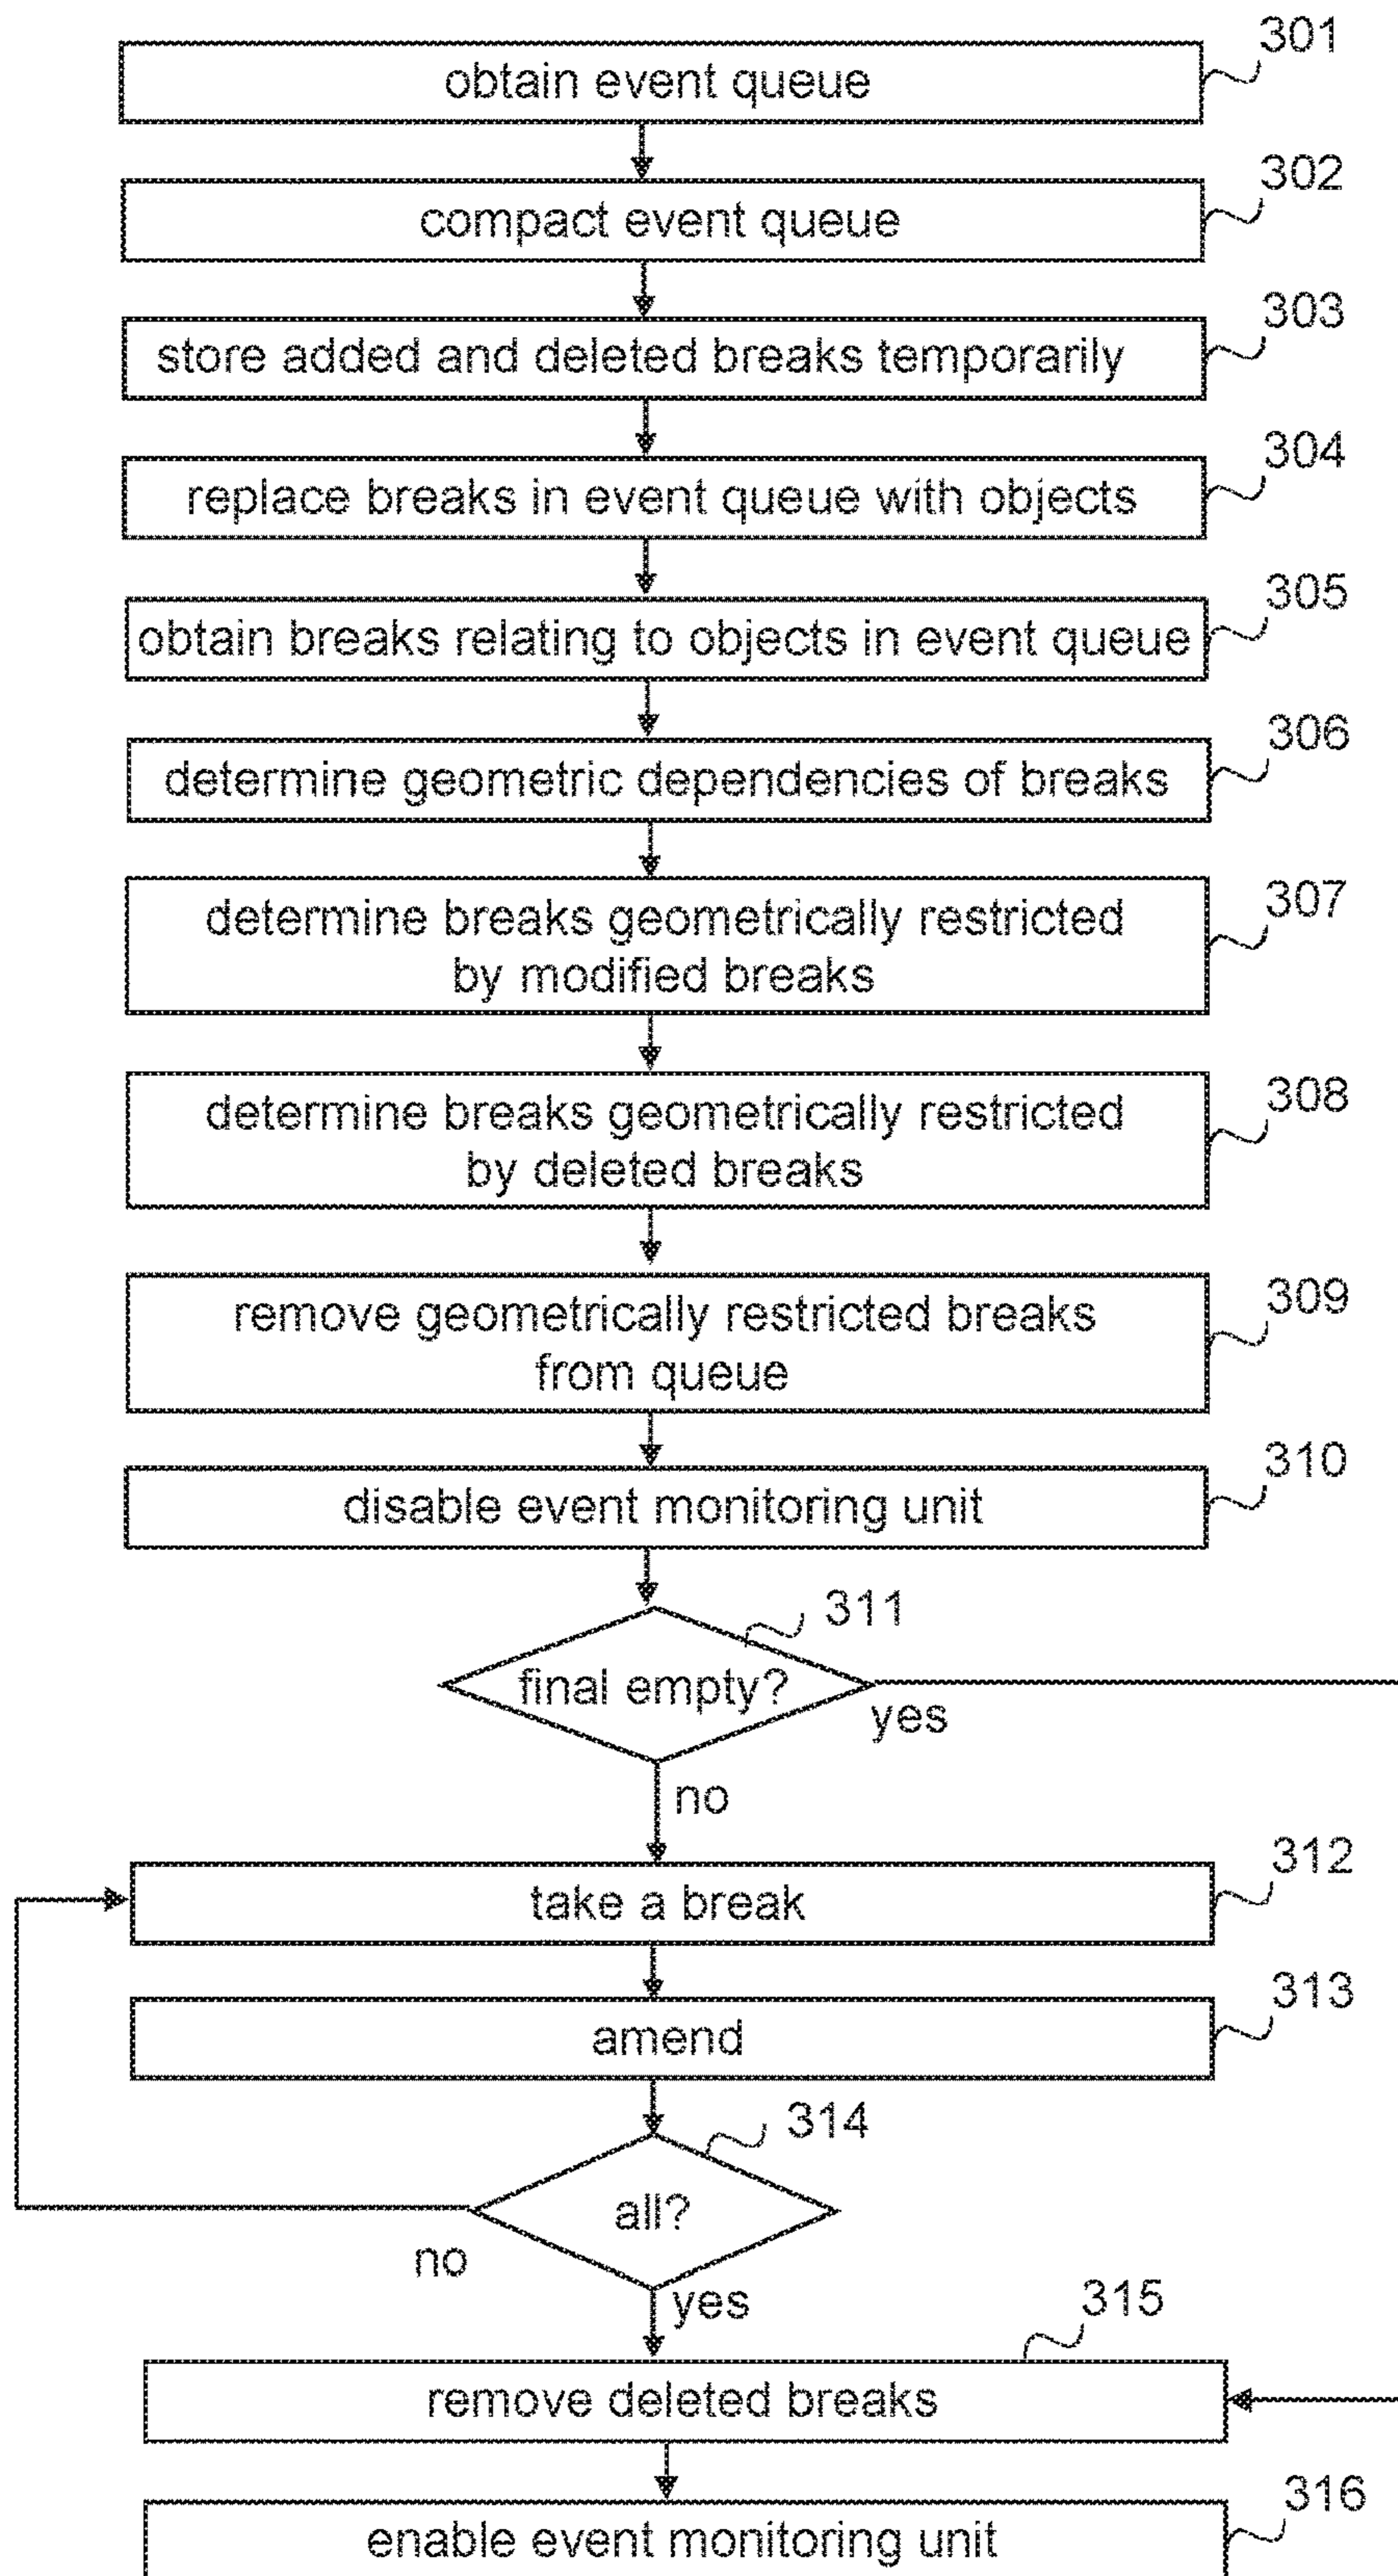 301
obtain event queue
302
compact event queue
303
store added and deleted breaks temporarily
304
replace breaks in event queue with objects
305
obtain breaks relating to objects in event queue
306
determine geometric dependencies of breaks
307
determine breaks geometrically restricted
by modified breaks
308
determine breaks geometrically restricted
by deleted breaks
309
remove geometrically restricted breaks
from queue
310
disable event monitoring unit
311
final empty?
yes
no
312
take a break
313
amend
314
all?
no
yes
315
remove deleted breaks
316
enable event monitoring unit